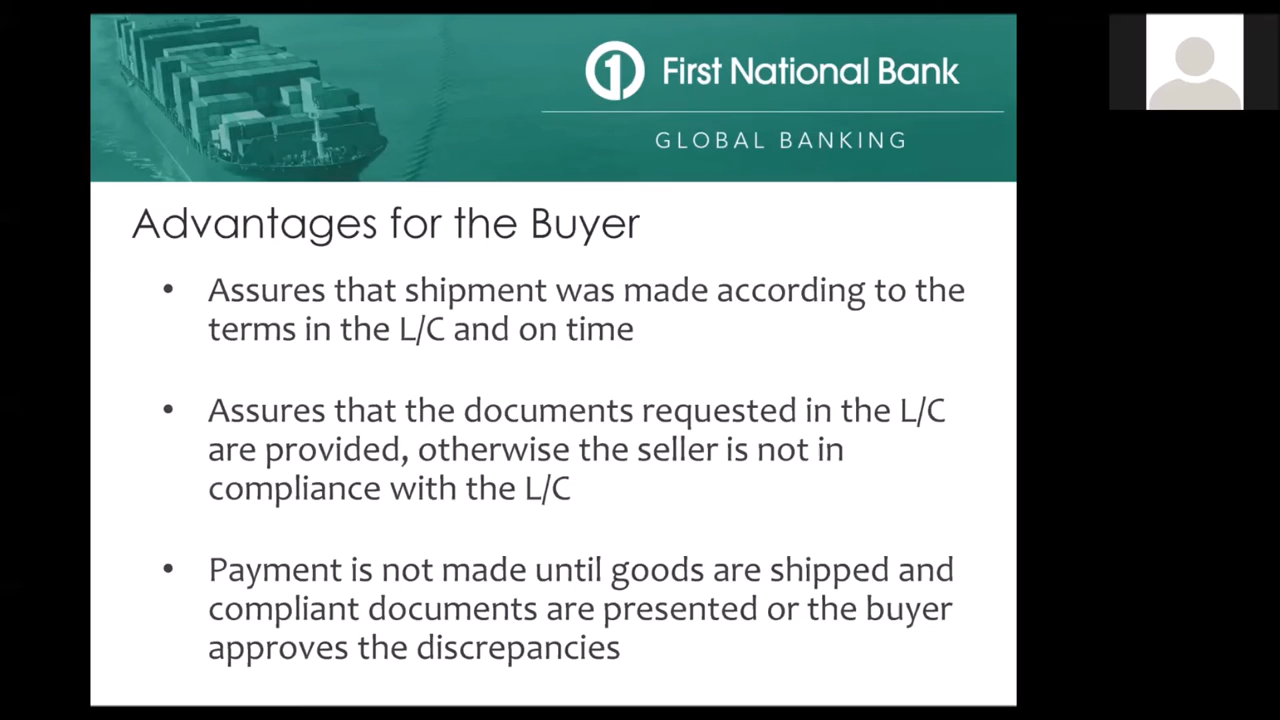 First National Bank
GLOBAL BANKING
Advantages for the Buyer
• Assures that shipment was made according to the
terms in the L/C and on time
• Assures that the documents requested in the L/C
are provided, otherwise the seller is not in
compliance with the L/C
• Payment is not made until goods are shipped and
compliant documents are presented or the buyer
approves the discrepancies